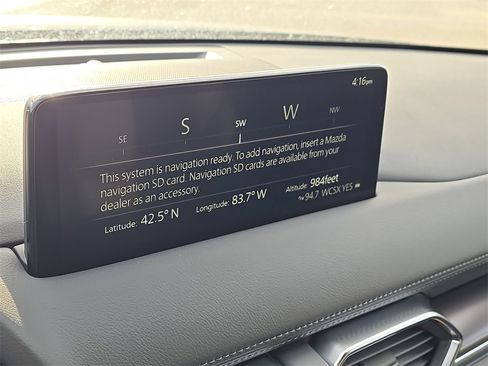 4:16pm
SE S SW W NW
This system is navigation ready. To add navigation, insert a Mazda
navigation SD card. Navigation SD cards are available from your
dealer as an accessory.
Latitude: 42.5° N Longitude: 83.7° W Altitude: 984feet
94.7 WCSX YES